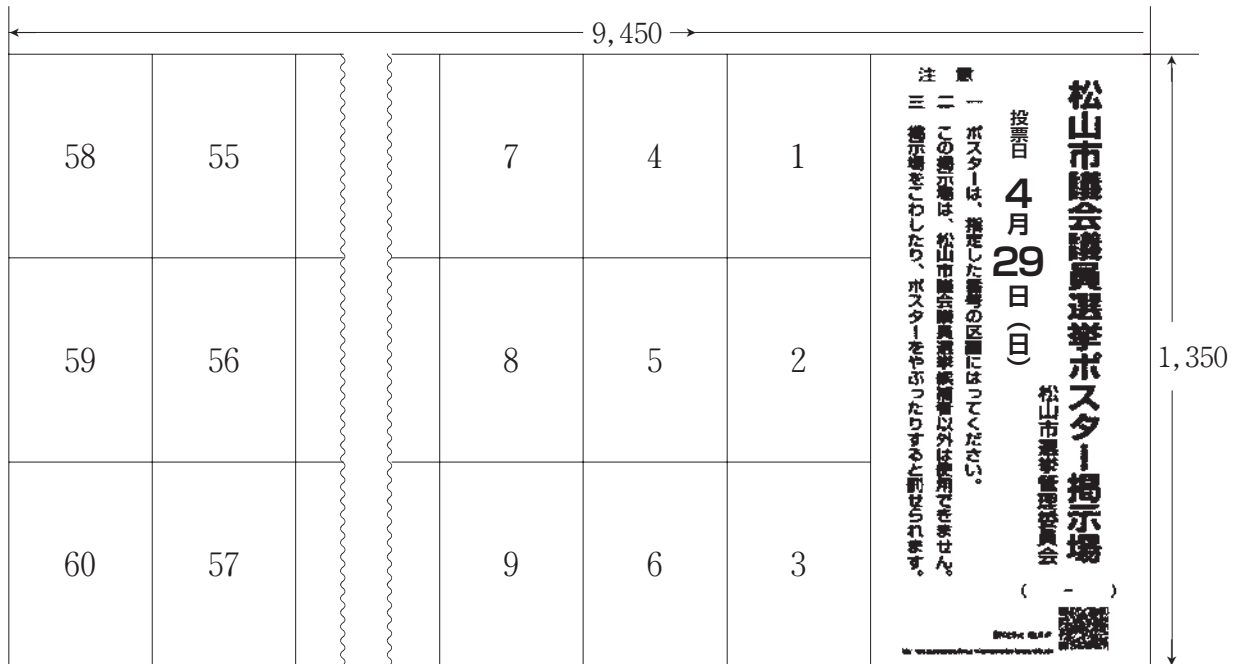 9,450
松山市議会議員選挙ポスター掲示場
投票日 4月29日(日)
松山市選挙管理委員会
( - )
注意
一 ポスターは、指定した番号の区画にはってください。
二 この掲示場は、松山市議会議員選挙候補者以外は使用できません。
三 掲示場をこわしたり、ポスターをやぶったりすると罰せられます。
1,350
58 55 7 4 1
59 56 8 5 2
60 57 9 6 3